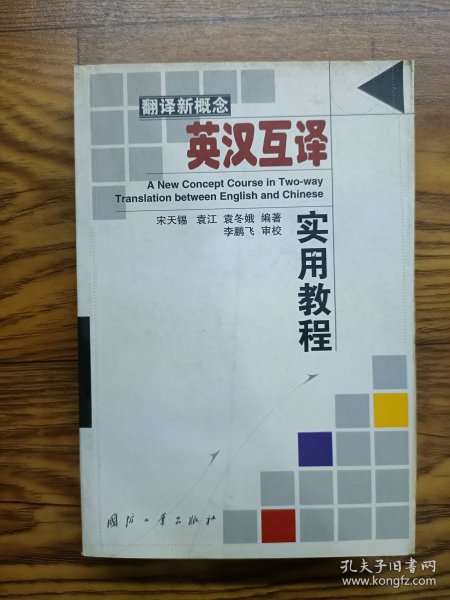 翻译新概念
英汉互译
A New Concept Course in Two-way
Translation between English and Chinese
宋天锡 袁江 袁冬娥 编著
李鹏飞 审校
实用教程
国防工业出版社
孔夫子旧书网
www.kongfz.com